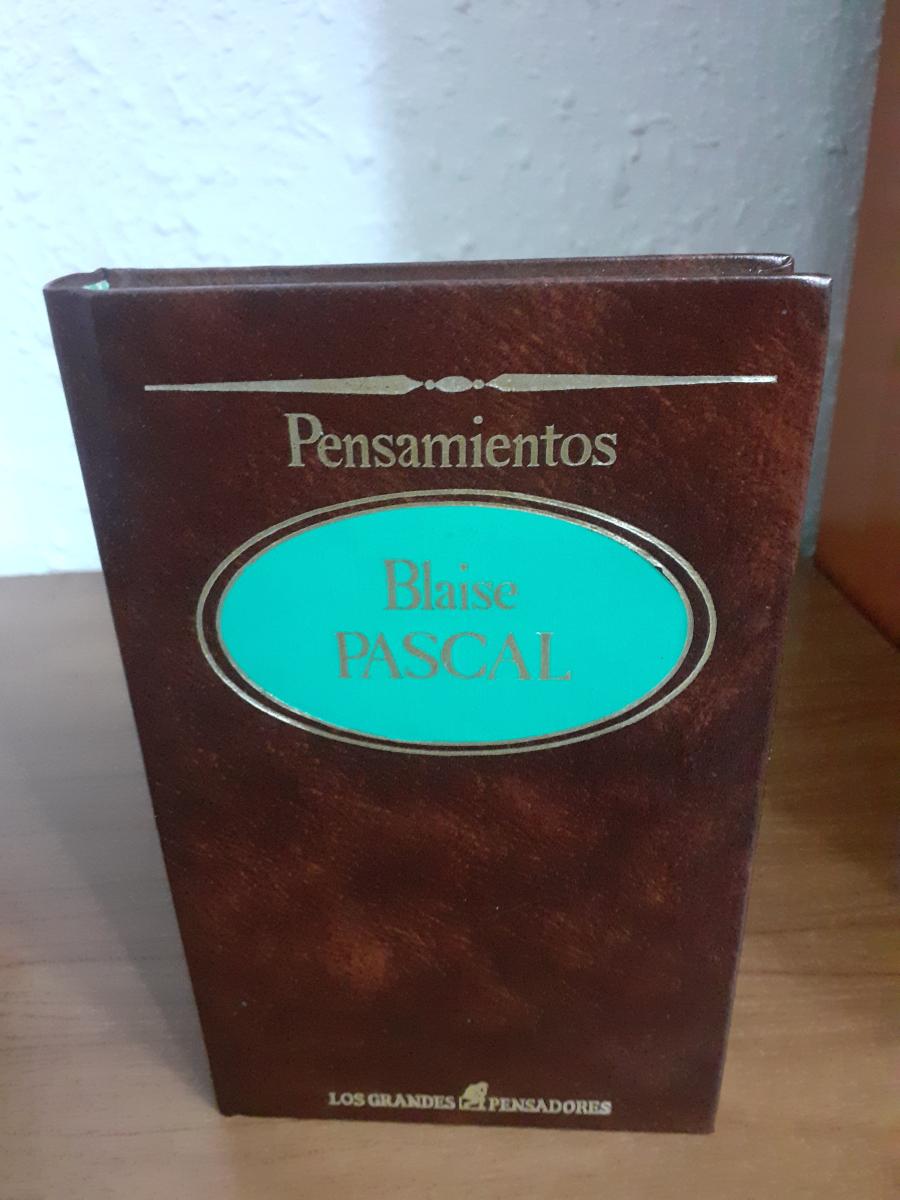 Pensamientos
Blaise
PASCAL
LOS GRANDES PENSADORES